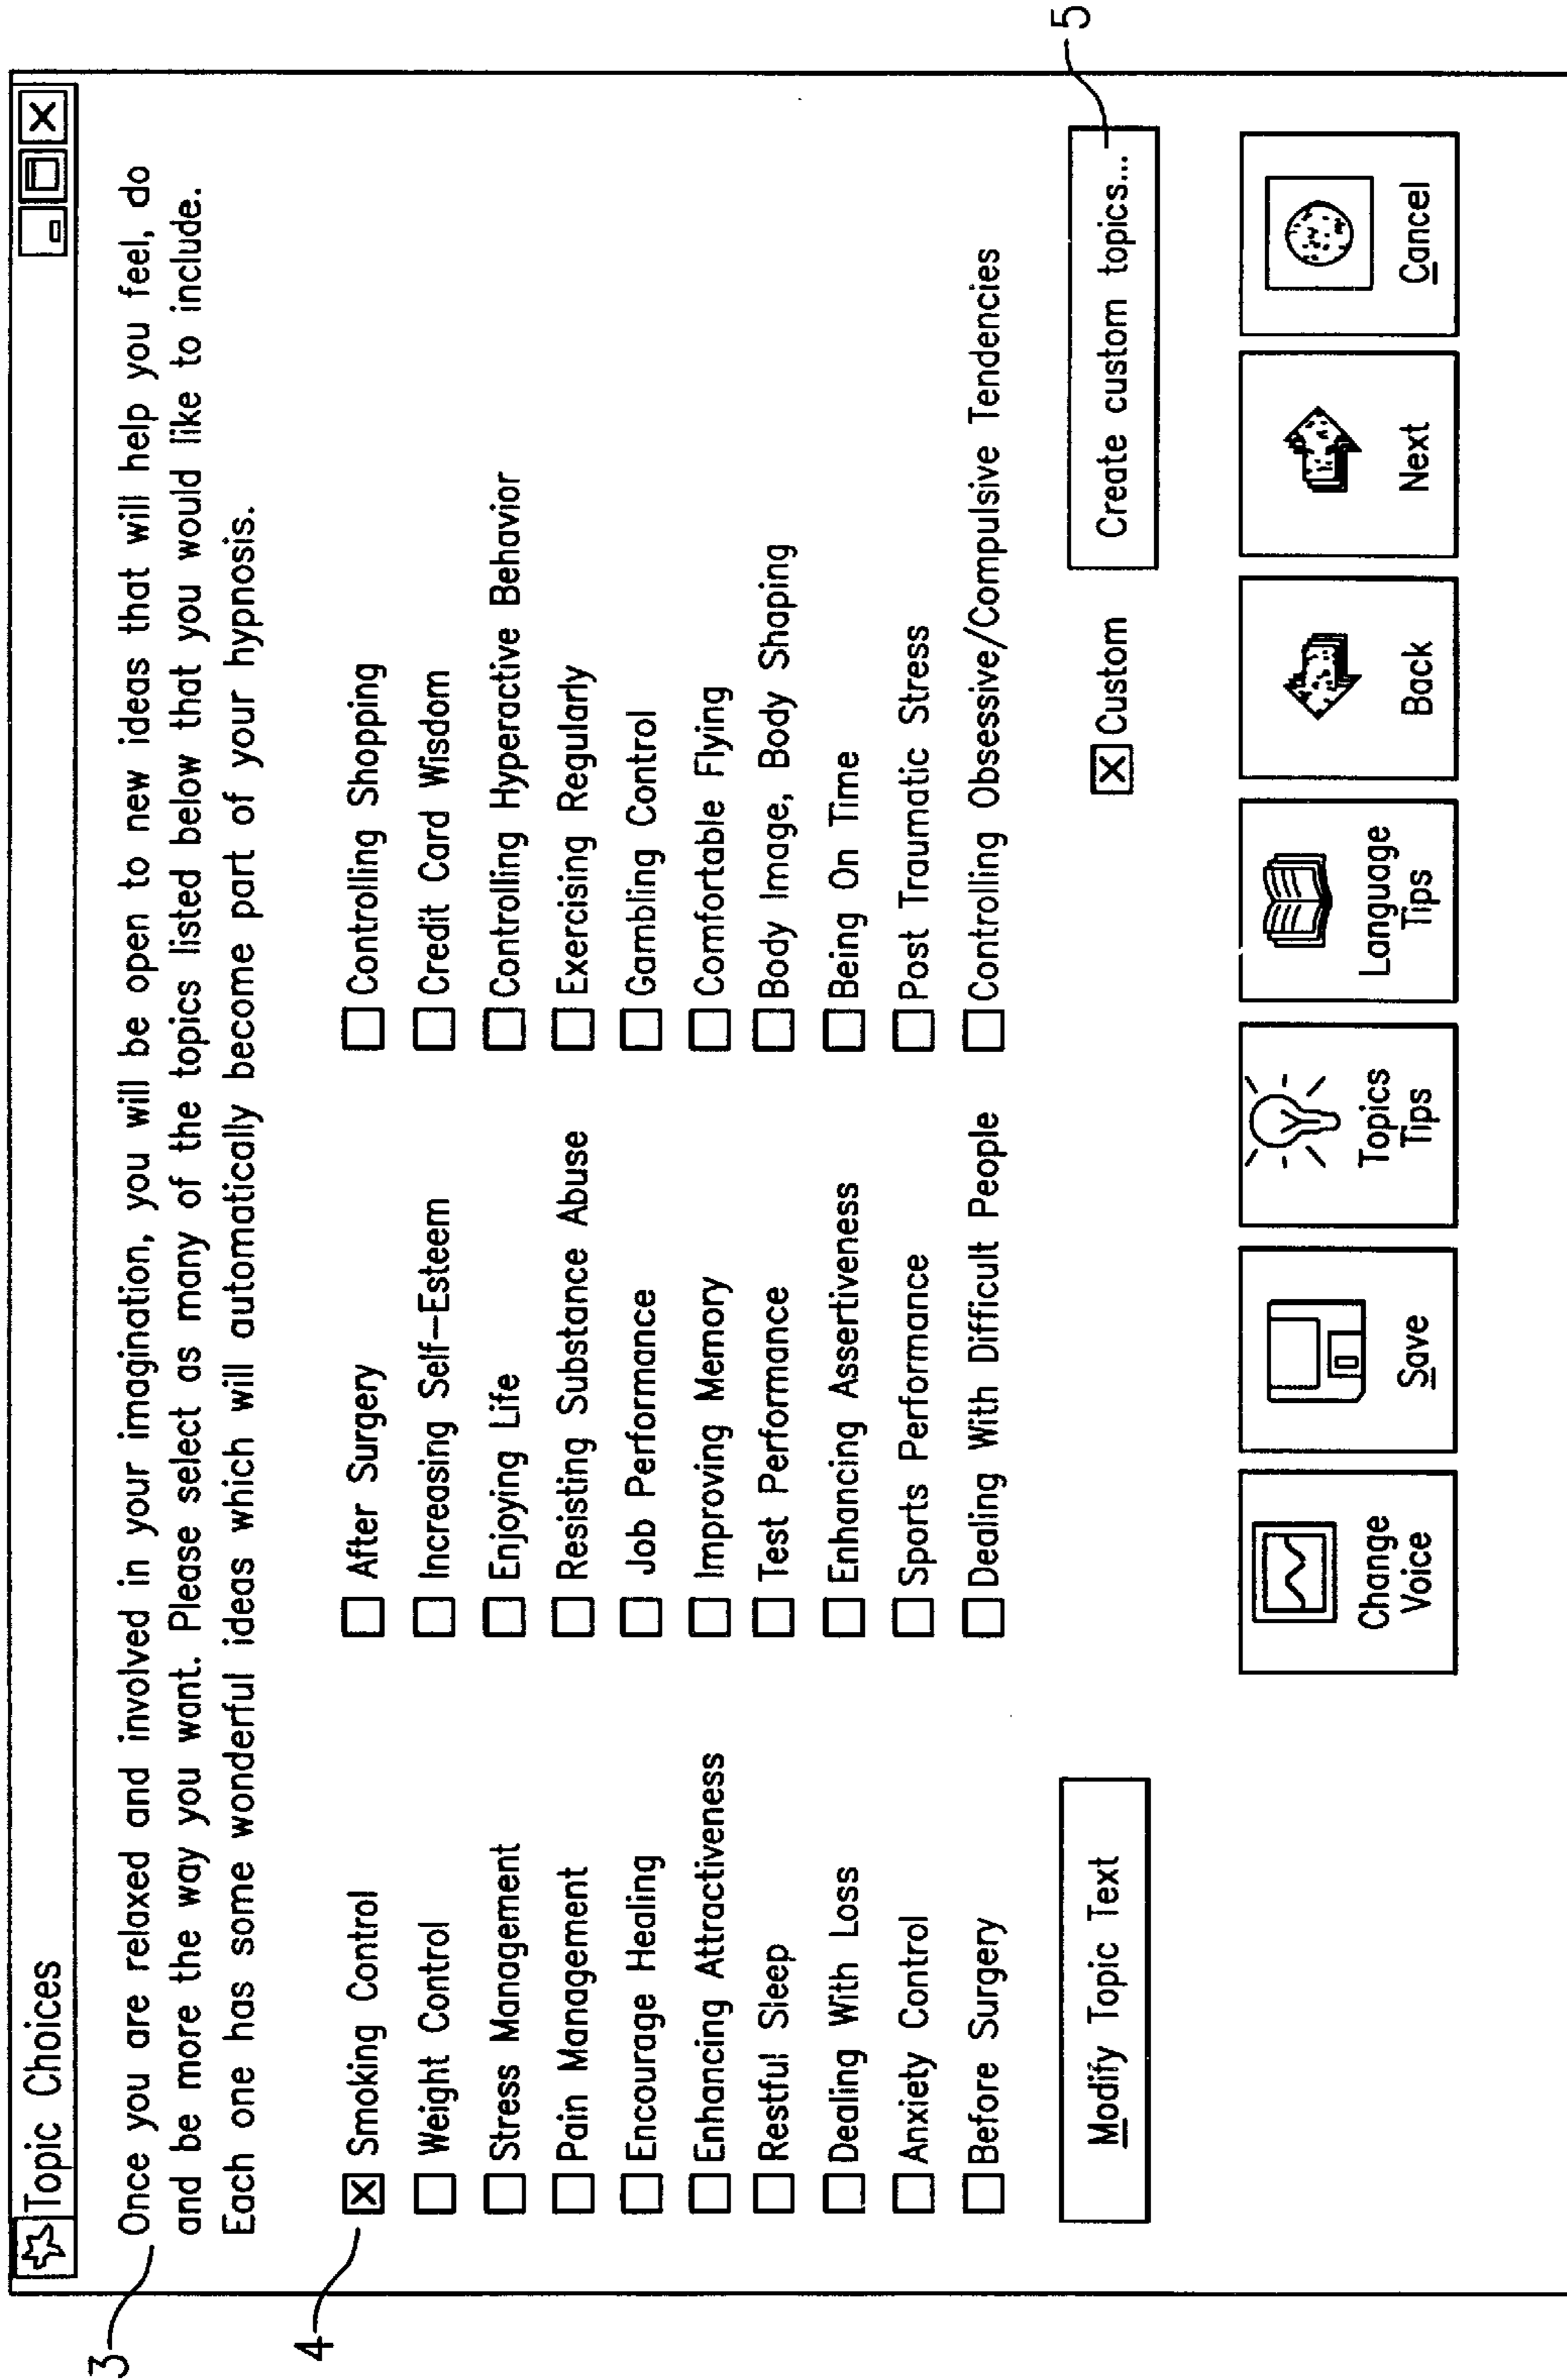 Topic Choices
3
Once you are relaxed and involved in your imagination, you will be open to new ideas that will help you feel, do
and be more the way you want. Please select as many of the topics listed below that you would like to include.
Each one has some wonderful ideas which will automatically become part of your hypnosis.
4
Smoking Control
Weight Control
Stress Management
Pain Management
Encourage Healing
Enhancing Attractiveness
Restful Sleep
Dealing With Loss
Anxiety Control
Before Surgery
After Surgery
Increasing Self-Esteem
Enjoying Life
Resisting Substance Abuse
Job Performance
Improving Memory
Test Performance
Enhancing Assertiveness
Sports Performance
Dealing With Difficult People
Controlling Shopping
Credit Card Wisdom
Controlling Hyperactive Behavior
Exercising Regularly
Gambling Control
Comfortable Flying
Body Image, Body Shaping
Being On Time
Post Traumatic Stress
Controlling Obsessive/Compulsive Tendencies
Modify Topic Text
Custom
Create custom topics...
5
Change
Voice
Save
Topics
Tips
Language
Tips
Back
Next
Cancel